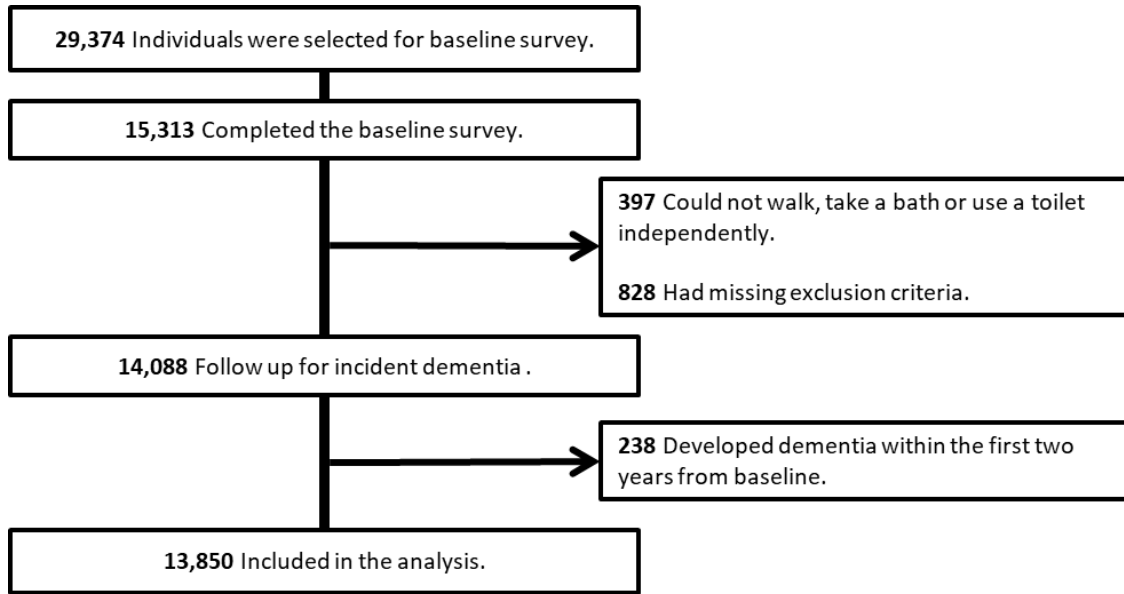 29,374 Individuals were selected for baseline survey.
15,313 Completed the baseline survey.
397 Could not walk, take a bath or use a toilet
independently.
828 Had missing exclusion criteria.
14,088 Follow up for incident dementia .
238 Developed dementia within the first two
years from baseline.
13,850 Included in the analysis.